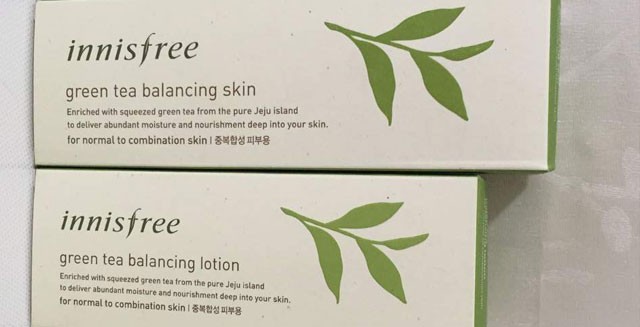 innisfree
green tea balancing skin
Enriched with squeezed green tea from the pure Jeju island
to deliver abundant moisture and nourishment deep into your skin.
for normal to combination skin | 중복합성 피부용
innisfree
green tea balancing lotion
Enriched with squeezed green tea from the pure Jeju island
to deliver abundant moisture and nourishment deep into your skin.
for normal to combination skin | 중복합성 피부용